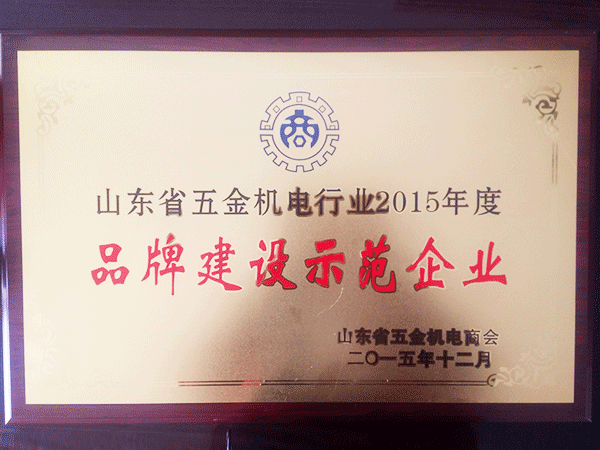 商
山东省五金机电行业2015年度
品牌建设示范企业
山东省五金机电商会
二〇一五年十二月